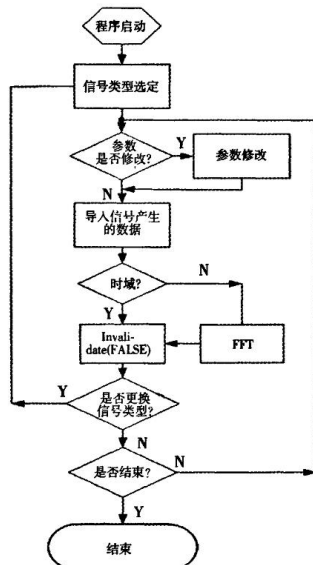 程序启动
信号类型选定
参数
是否修改?
Y
参数修改
N
导入信号产生
的数据
时域?
N
Y
Invali-
date(FALSE)
FFT
Y
是否更换
信号类型?
N
是否结束?
N
Y
结束